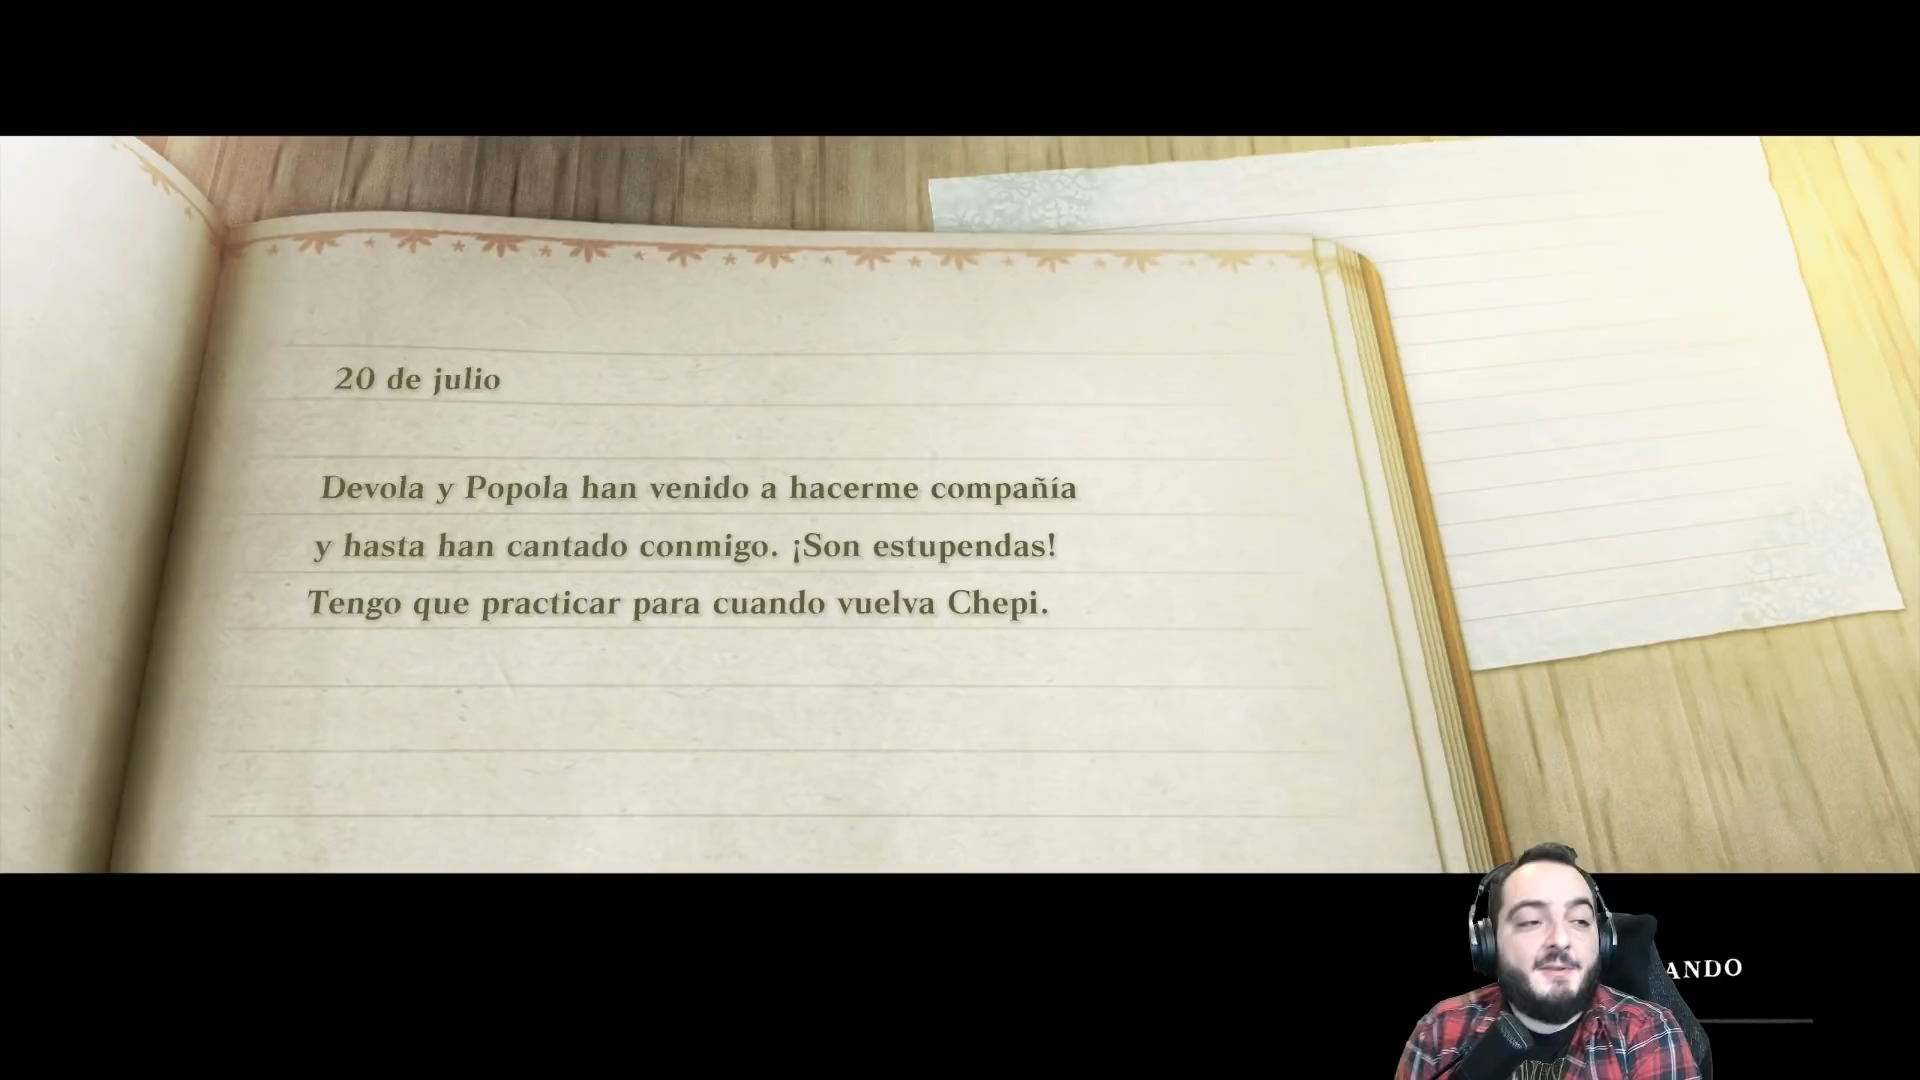 20 de julio
Devola y Popola han venido a hacerme compañía
y hasta han cantado conmigo. ¡Son estupendas!
Tengo que practicar para cuando vuelva Chepi.
ANDO